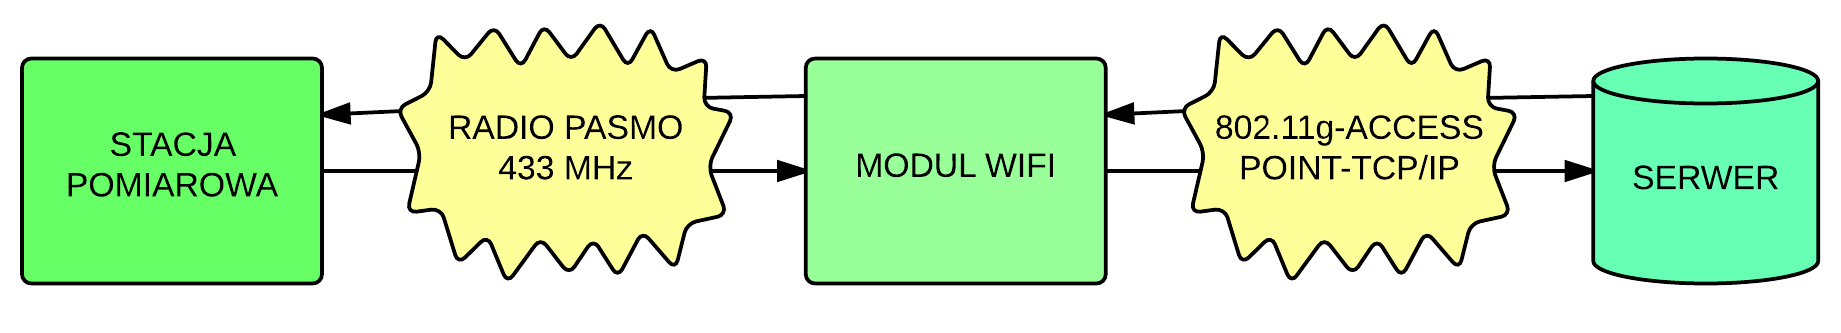 STACJA
POMIAROWA
RADIO PASMO
433 MHz
MODUL WIFI
802.11g-ACCESS
POINT-TCP/IP
SERWER